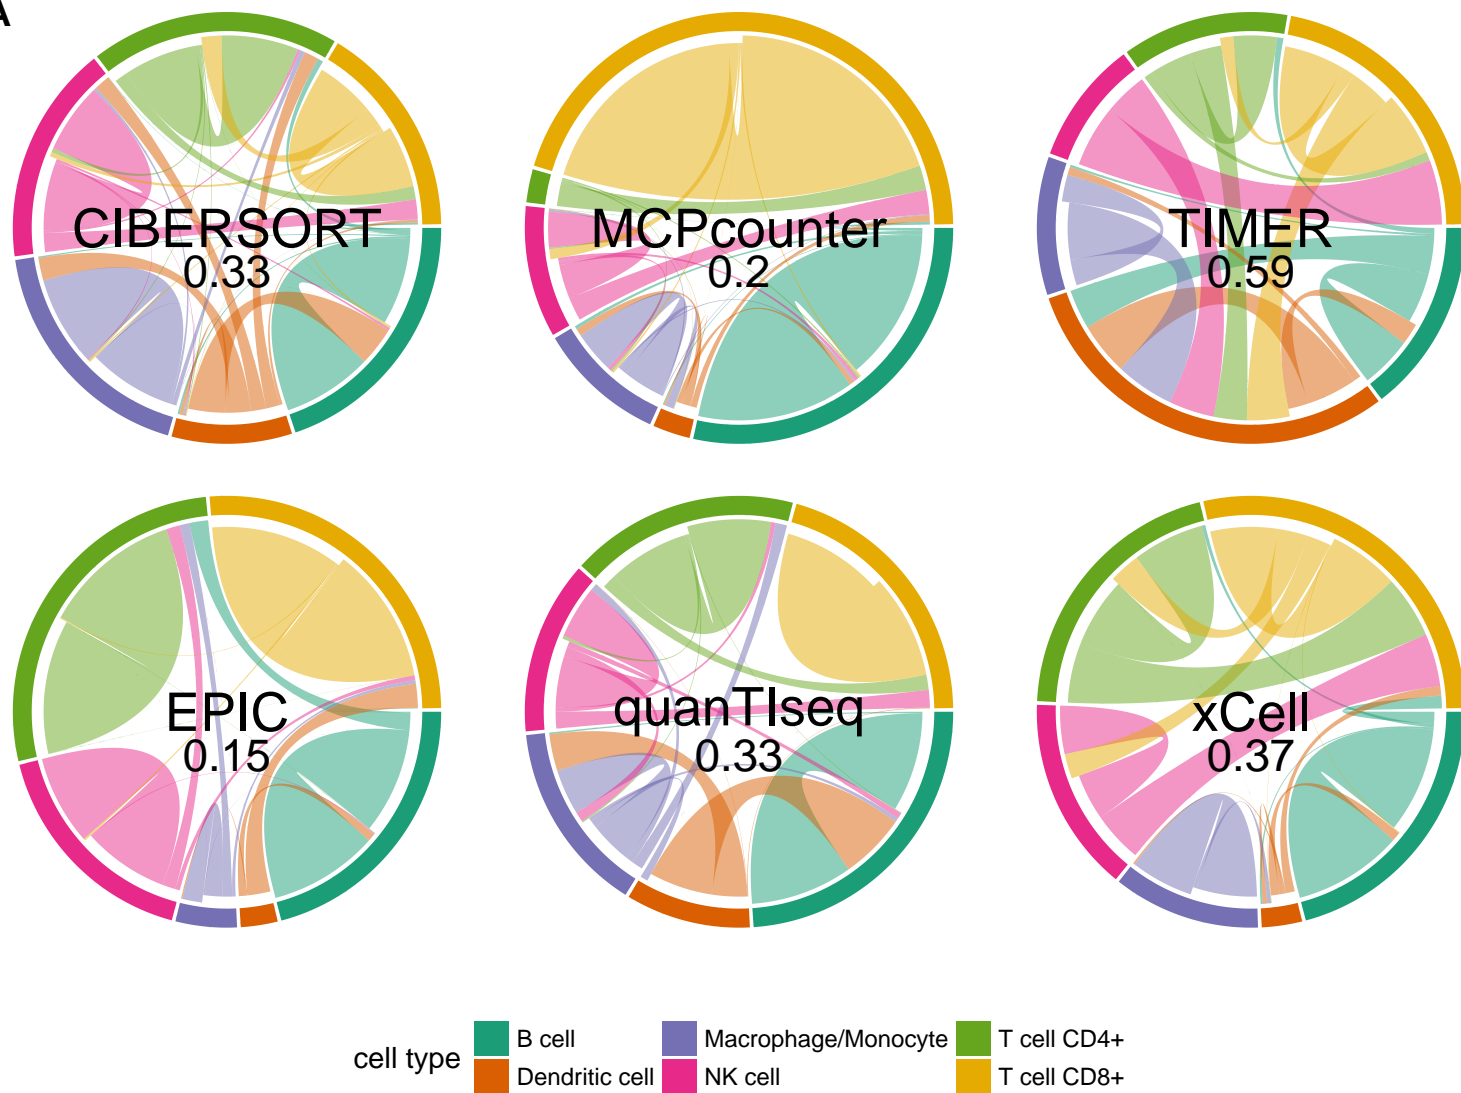 A
CIBERSORT
0.33
MCPcounter
0.2
TIMER
0.59
EPIC
0.15
quanTIseq
0.33
xCell
0.37
cell type
B cell
Macrophage/Monocyte
T cell CD4+
Dendritic cell
NK cell
T cell CD8+